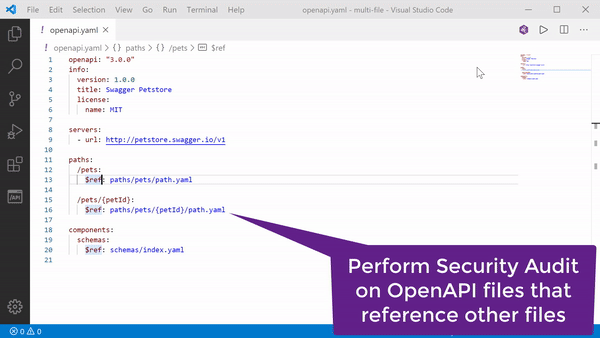 File Edit Selection View Go Run Terminal Help openapi.yaml - multi-file - Visual Studio Code
openapi.yaml
openapi.yaml > {} paths > {} /pets > $ref
1 openapi: "3.0.0"
2 info:
3 version: 1.0.0
4 title: Swagger Petstore
5 license:
6 name: MIT
7
8 servers:
9 - url: http://petstore.swagger.io/v1
10
11 paths:
12 /pets:
13 $ref: paths/pets/path.yaml
14
15 /pets/{petId}:
16 $ref: paths/pets/{petId}/path.yaml
17
18 components:
19 schemas:
20 $ref: schemas/index.yaml
21
/API
Perform Security Audit
on OpenAPI files that
reference other files
0 0